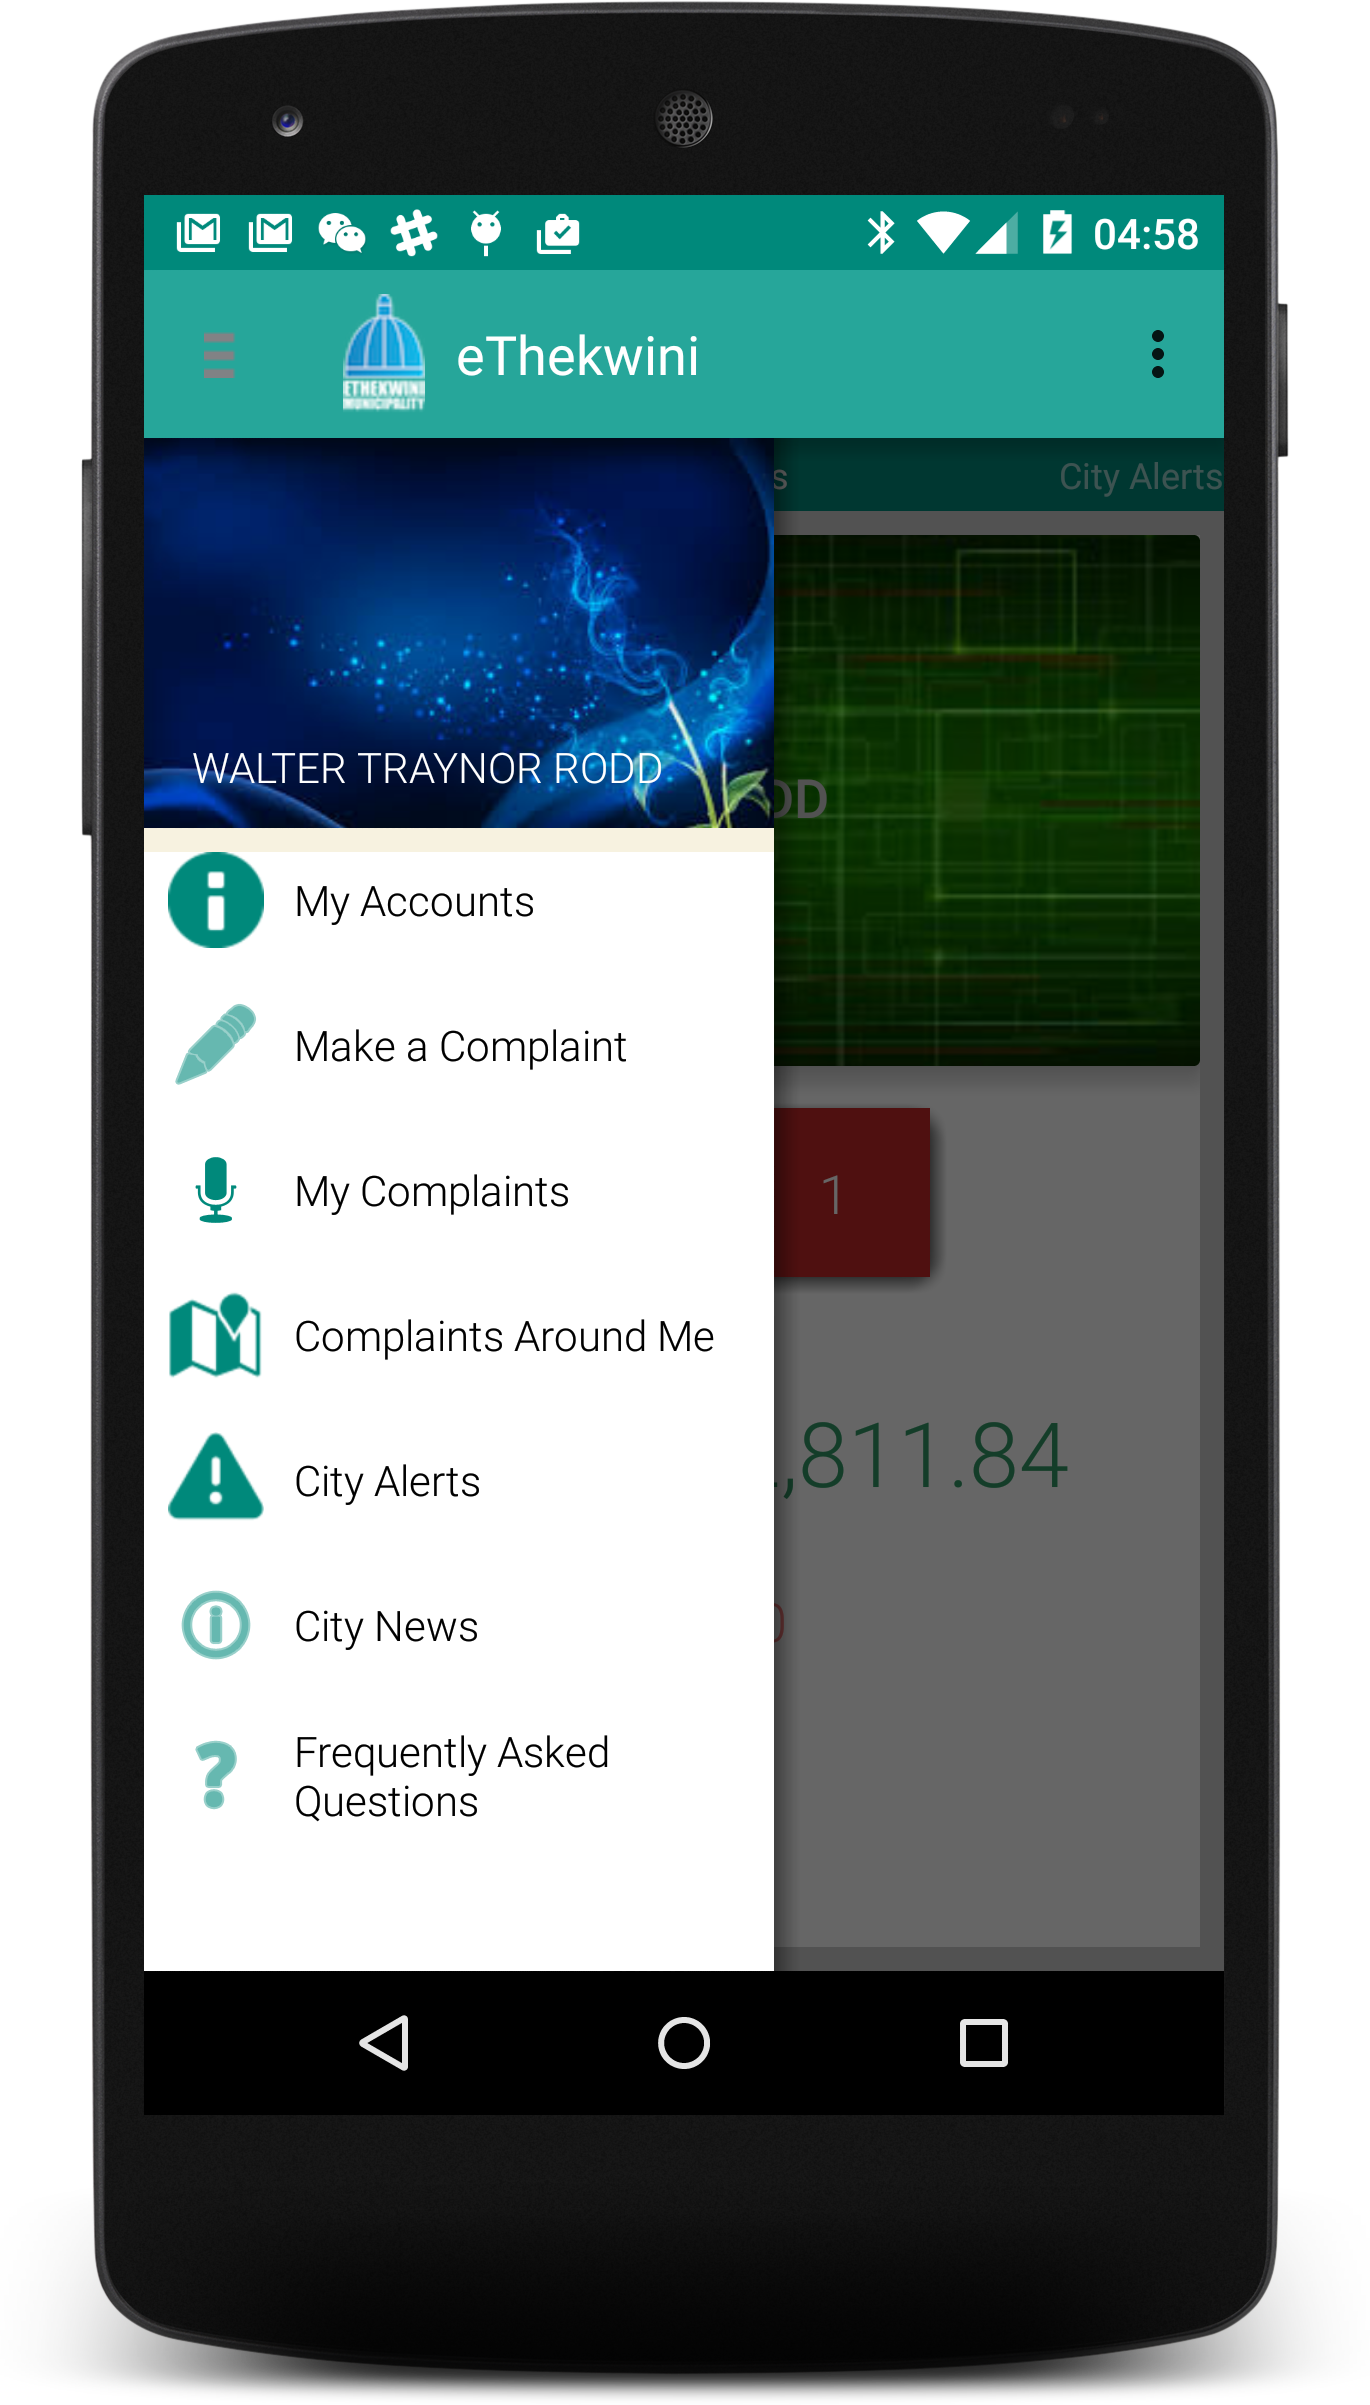 04:58
ETHEKWINI
MUNICIPALITY
eThekwini
City Alerts
WALTER TRAYNOR RODD
My Accounts
Make a Complaint
My Complaints
1
Complaints Around Me
,811.84
City Alerts
City News
Frequently Asked
Questions